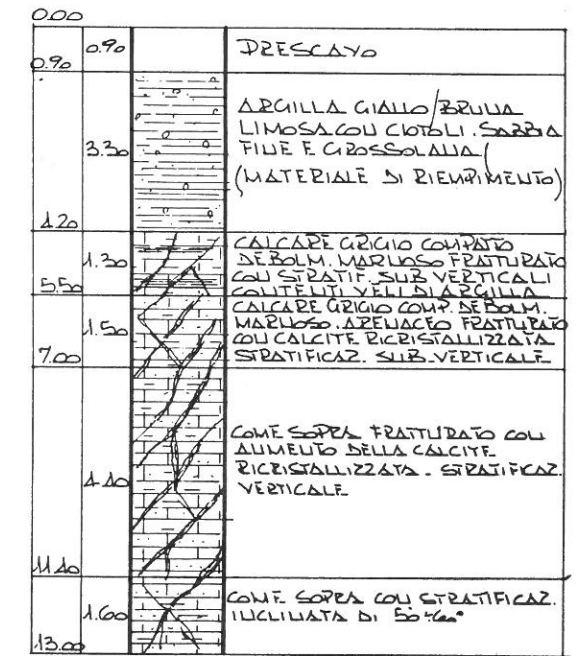 0.00
0.90
PRESCAVO
0.90
3.30
ARGILLA GIALLO/BRUNA
LIMOSA CON CIOTOLI. SABBIA
FINE E GROSSOLANA
(MATERIALE DI RIEMPIMENTO)
4.20
1.30
CALCARE GRIGIO COMPATTO
DEBOLM. MARNOSO FRATTURATO
CON STRATIF. SUB VERTICALI
CONTENTI VELI DI ARGILLA
5.50
1.50
CALCARE GRIGIO COMP. DEBOLM.
MARNOSO. ARENACEO FRATTURATO
CON CALCITE RICRISTALLIZZATA
STRATIFICAZ. SUB. VERTICALE
7.00
4.40
COME SOPRA FRATTURATO CON
AUMENTO DELLA CALCITE
RICRISTALLIZZATA. STRATIFICAZ.
VERTICALE
11.40
1.60
COME SOPRA CON STRATIFICAZ.
INCLINATA DI 50÷60°
13.00